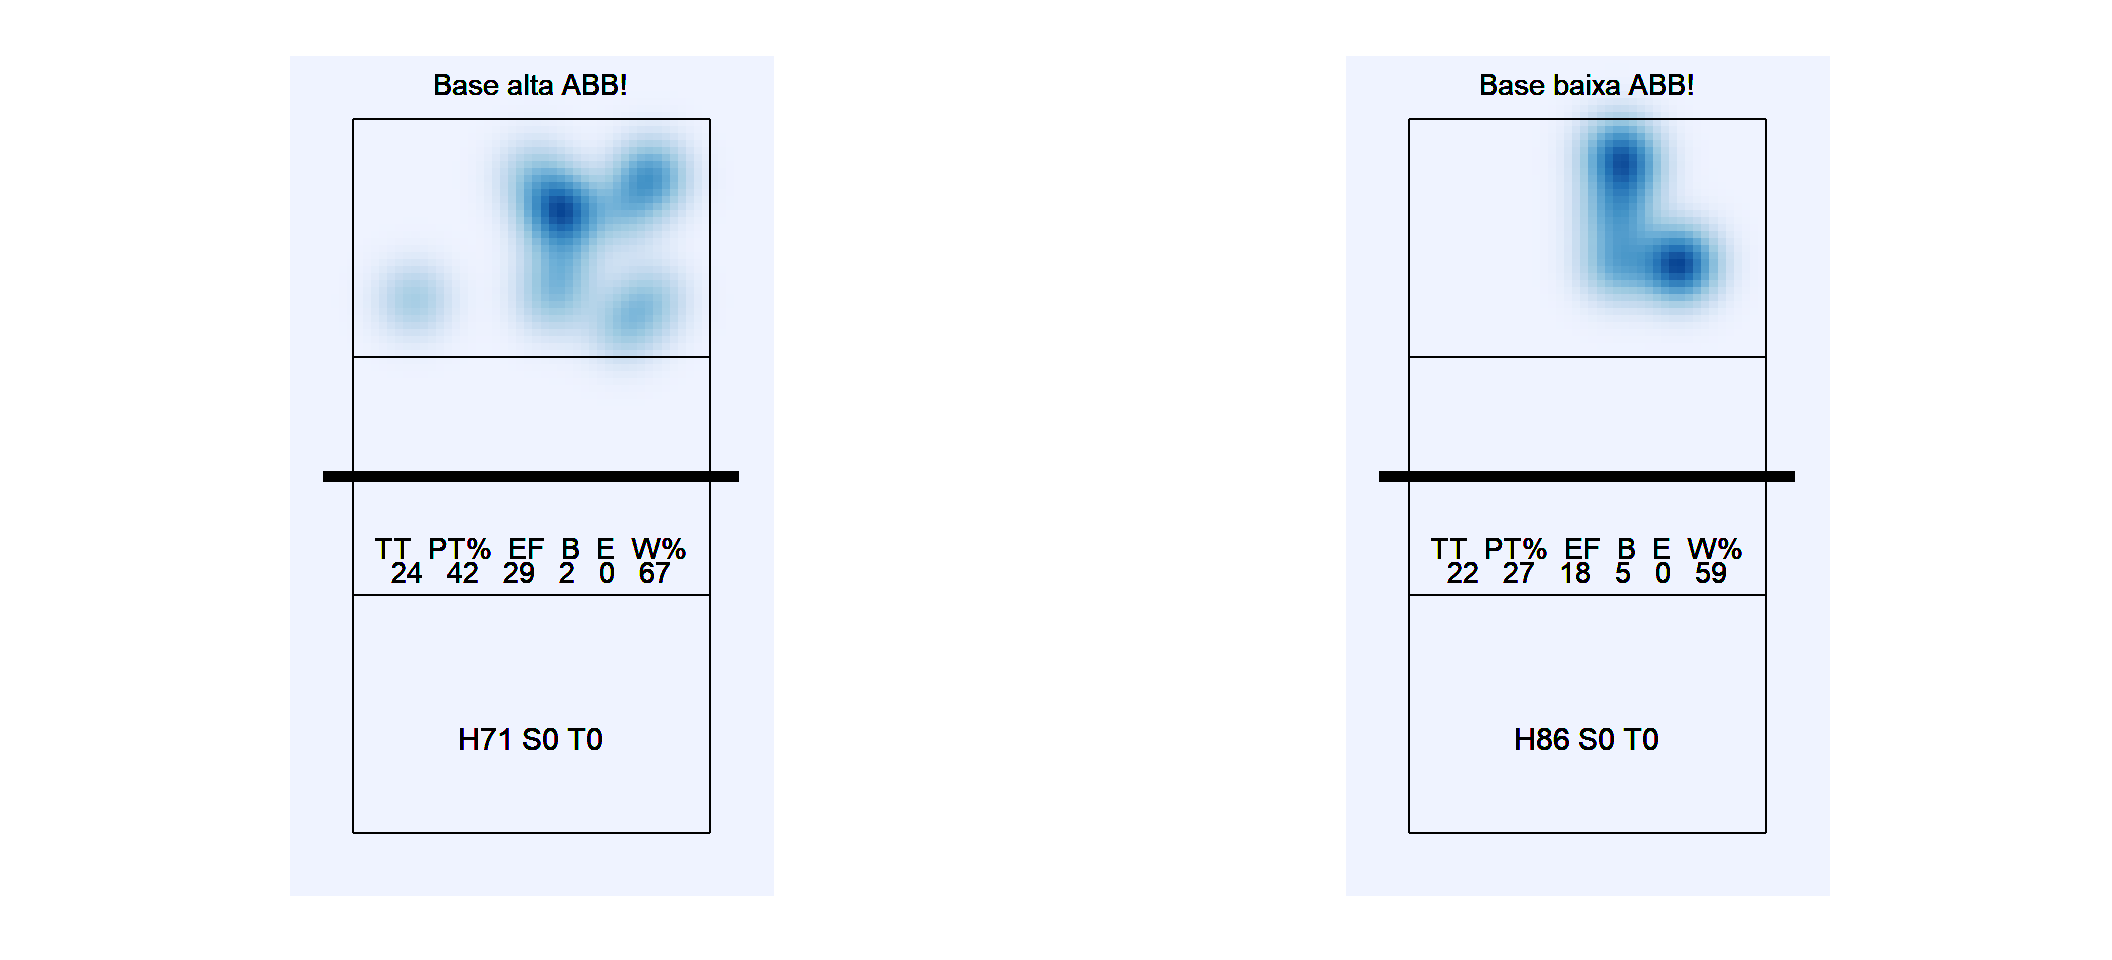 Base alta ABB!
TT PT% EF B E W%
24 42 29 2 0 67
H71 S0 T0
Base baixa ABB!
TT PT% EF B E W%
22 27 18 5 0 59
H86 S0 T0